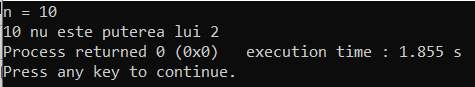 n = 10
10 nu este puterea lui 2
Process returned 0 (0x0)   execution time : 1.855 s
Press any key to continue.